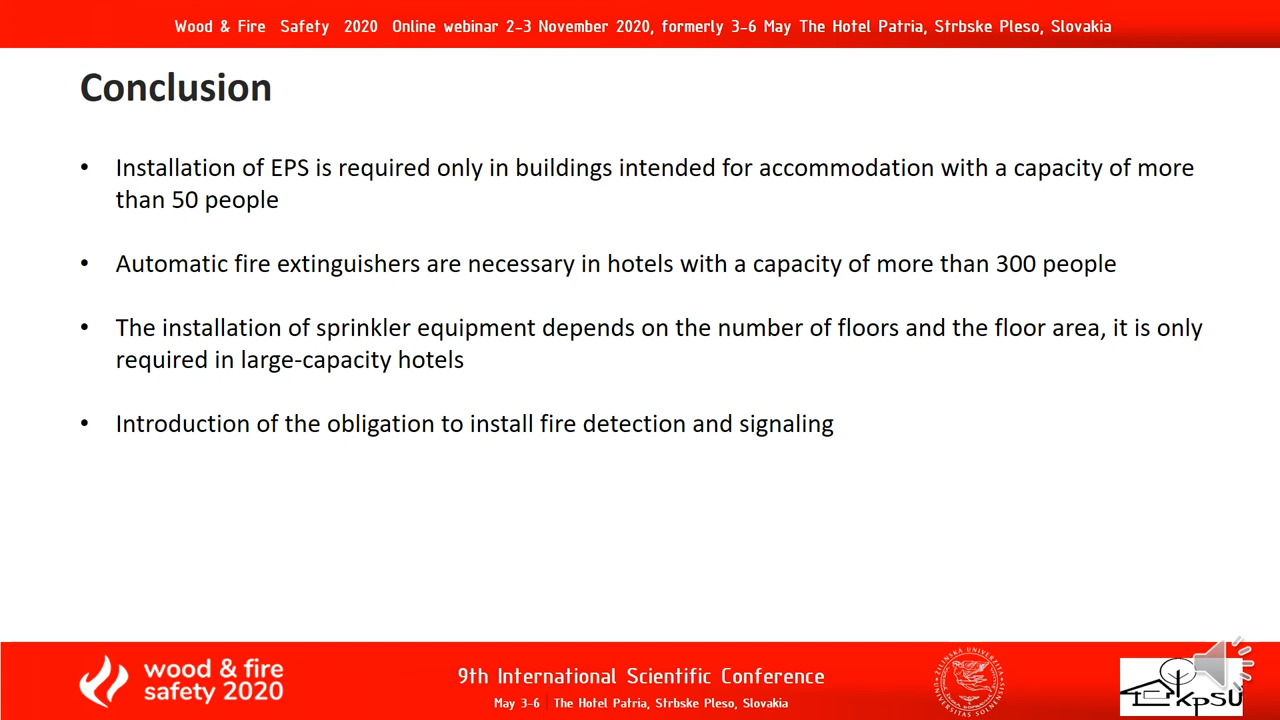 Wood & Fire Safety 2020 Online webinar 2-3 November 2020, formerly 3-6 May The Hotel Patria, Strbske Pleso, Slovakia
Conclusion
• Installation of EPS is required only in buildings intended for accommodation with a capacity of more
than 50 people
• Automatic fire extinguishers are necessary in hotels with a capacity of more than 300 people
• The installation of sprinkler equipment depends on the number of floors and the floor area, it is only
required in large-capacity hotels
• Introduction of the obligation to install fire detection and signaling
wood & fire
safety 2020
9th International Scientific Conference
May 3-6 The Hotel Patria, Strbske Pleso, Slovakia
kpSU